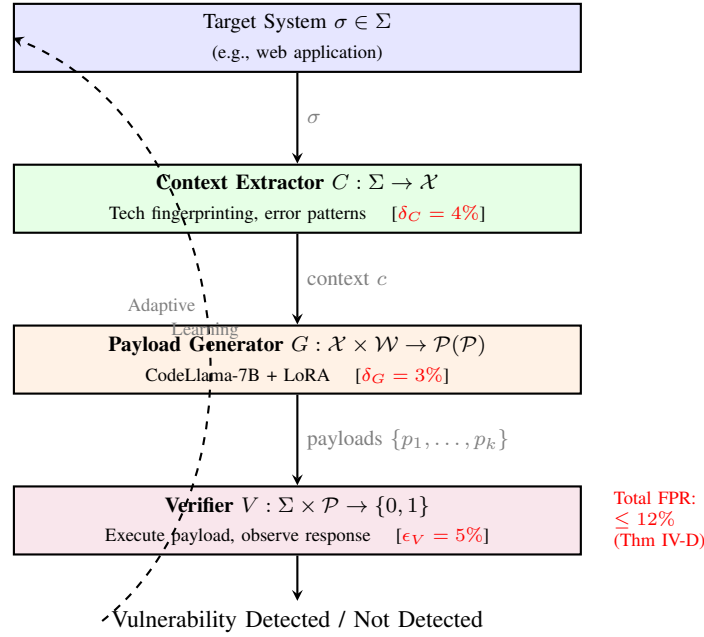 Target System σ ∈ Σ
(e.g., web application)
σ
Context Extractor C : Σ → 𝒳
Tech fingerprinting, error patterns [δ_C = 4%]
context c
Adaptive
Learning
Payload Generator G : 𝒳 × 𝒲 → 𝒫(𝒫)
CodeLlama-7B + LoRA [δ_G = 3%]
payloads {p_1, . . . , p_k}
Verifier V : Σ × 𝒫 → {0, 1}
Execute payload, observe response [ϵ_V = 5%]
Total FPR:
≤ 12%
(Thm IV-D)
Vulnerability Detected / Not Detected